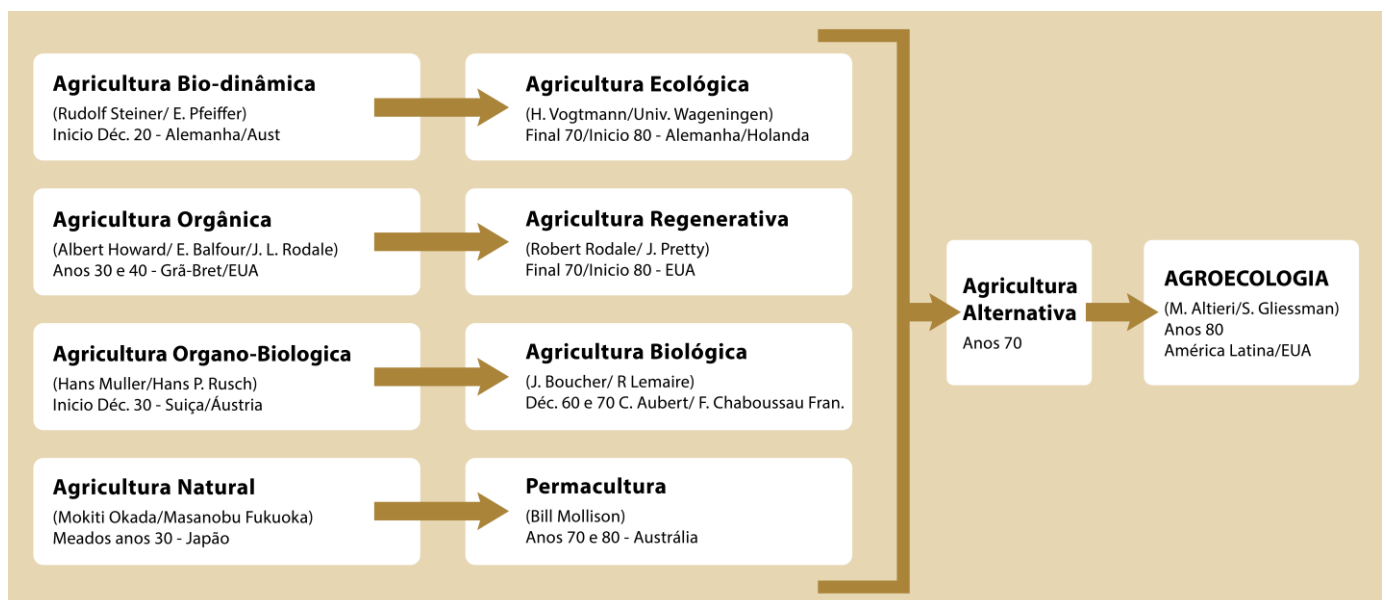 Agricultura Bio-dinâmica
(Rudolf Steiner/ E. Pfeiffer)
Inicio Déc. 20 - Alemanha/Aust
Agricultura Ecológica
(H. Vogtmann/Univ. Wageningen)
Final 70/Inicio 80 - Alemanha/Holanda
Agricultura Orgânica
(Albert Howard/ E. Balfour/J. L. Rodale)
Anos 30 e 40 - Grã-Bret/EUA
Agricultura Regenerativa
(Robert Rodale/ J. Pretty)
Final 70/Inicio 80 - EUA
Agricultura Organo-Biologica
(Hans Muller/Hans P. Rusch)
Inicio Déc. 30 - Suiça/Áustria
Agricultura Biológica
(J. Boucher/ R Lemaire)
Déc. 60 e 70 C. Aubert/ F. Chaboussau Fran.
Agricultura Natural
(Mokiti Okada/Masanobu Fukuoka)
Meados anos 30 - Japão
Permacultura
(Bill Mollison)
Anos 70 e 80 - Austrália
Agricultura
Alternativa
Anos 70
AGROECOLOGIA
(M. Altieri/S. Gliessman)
Anos 80
América Latina/EUA